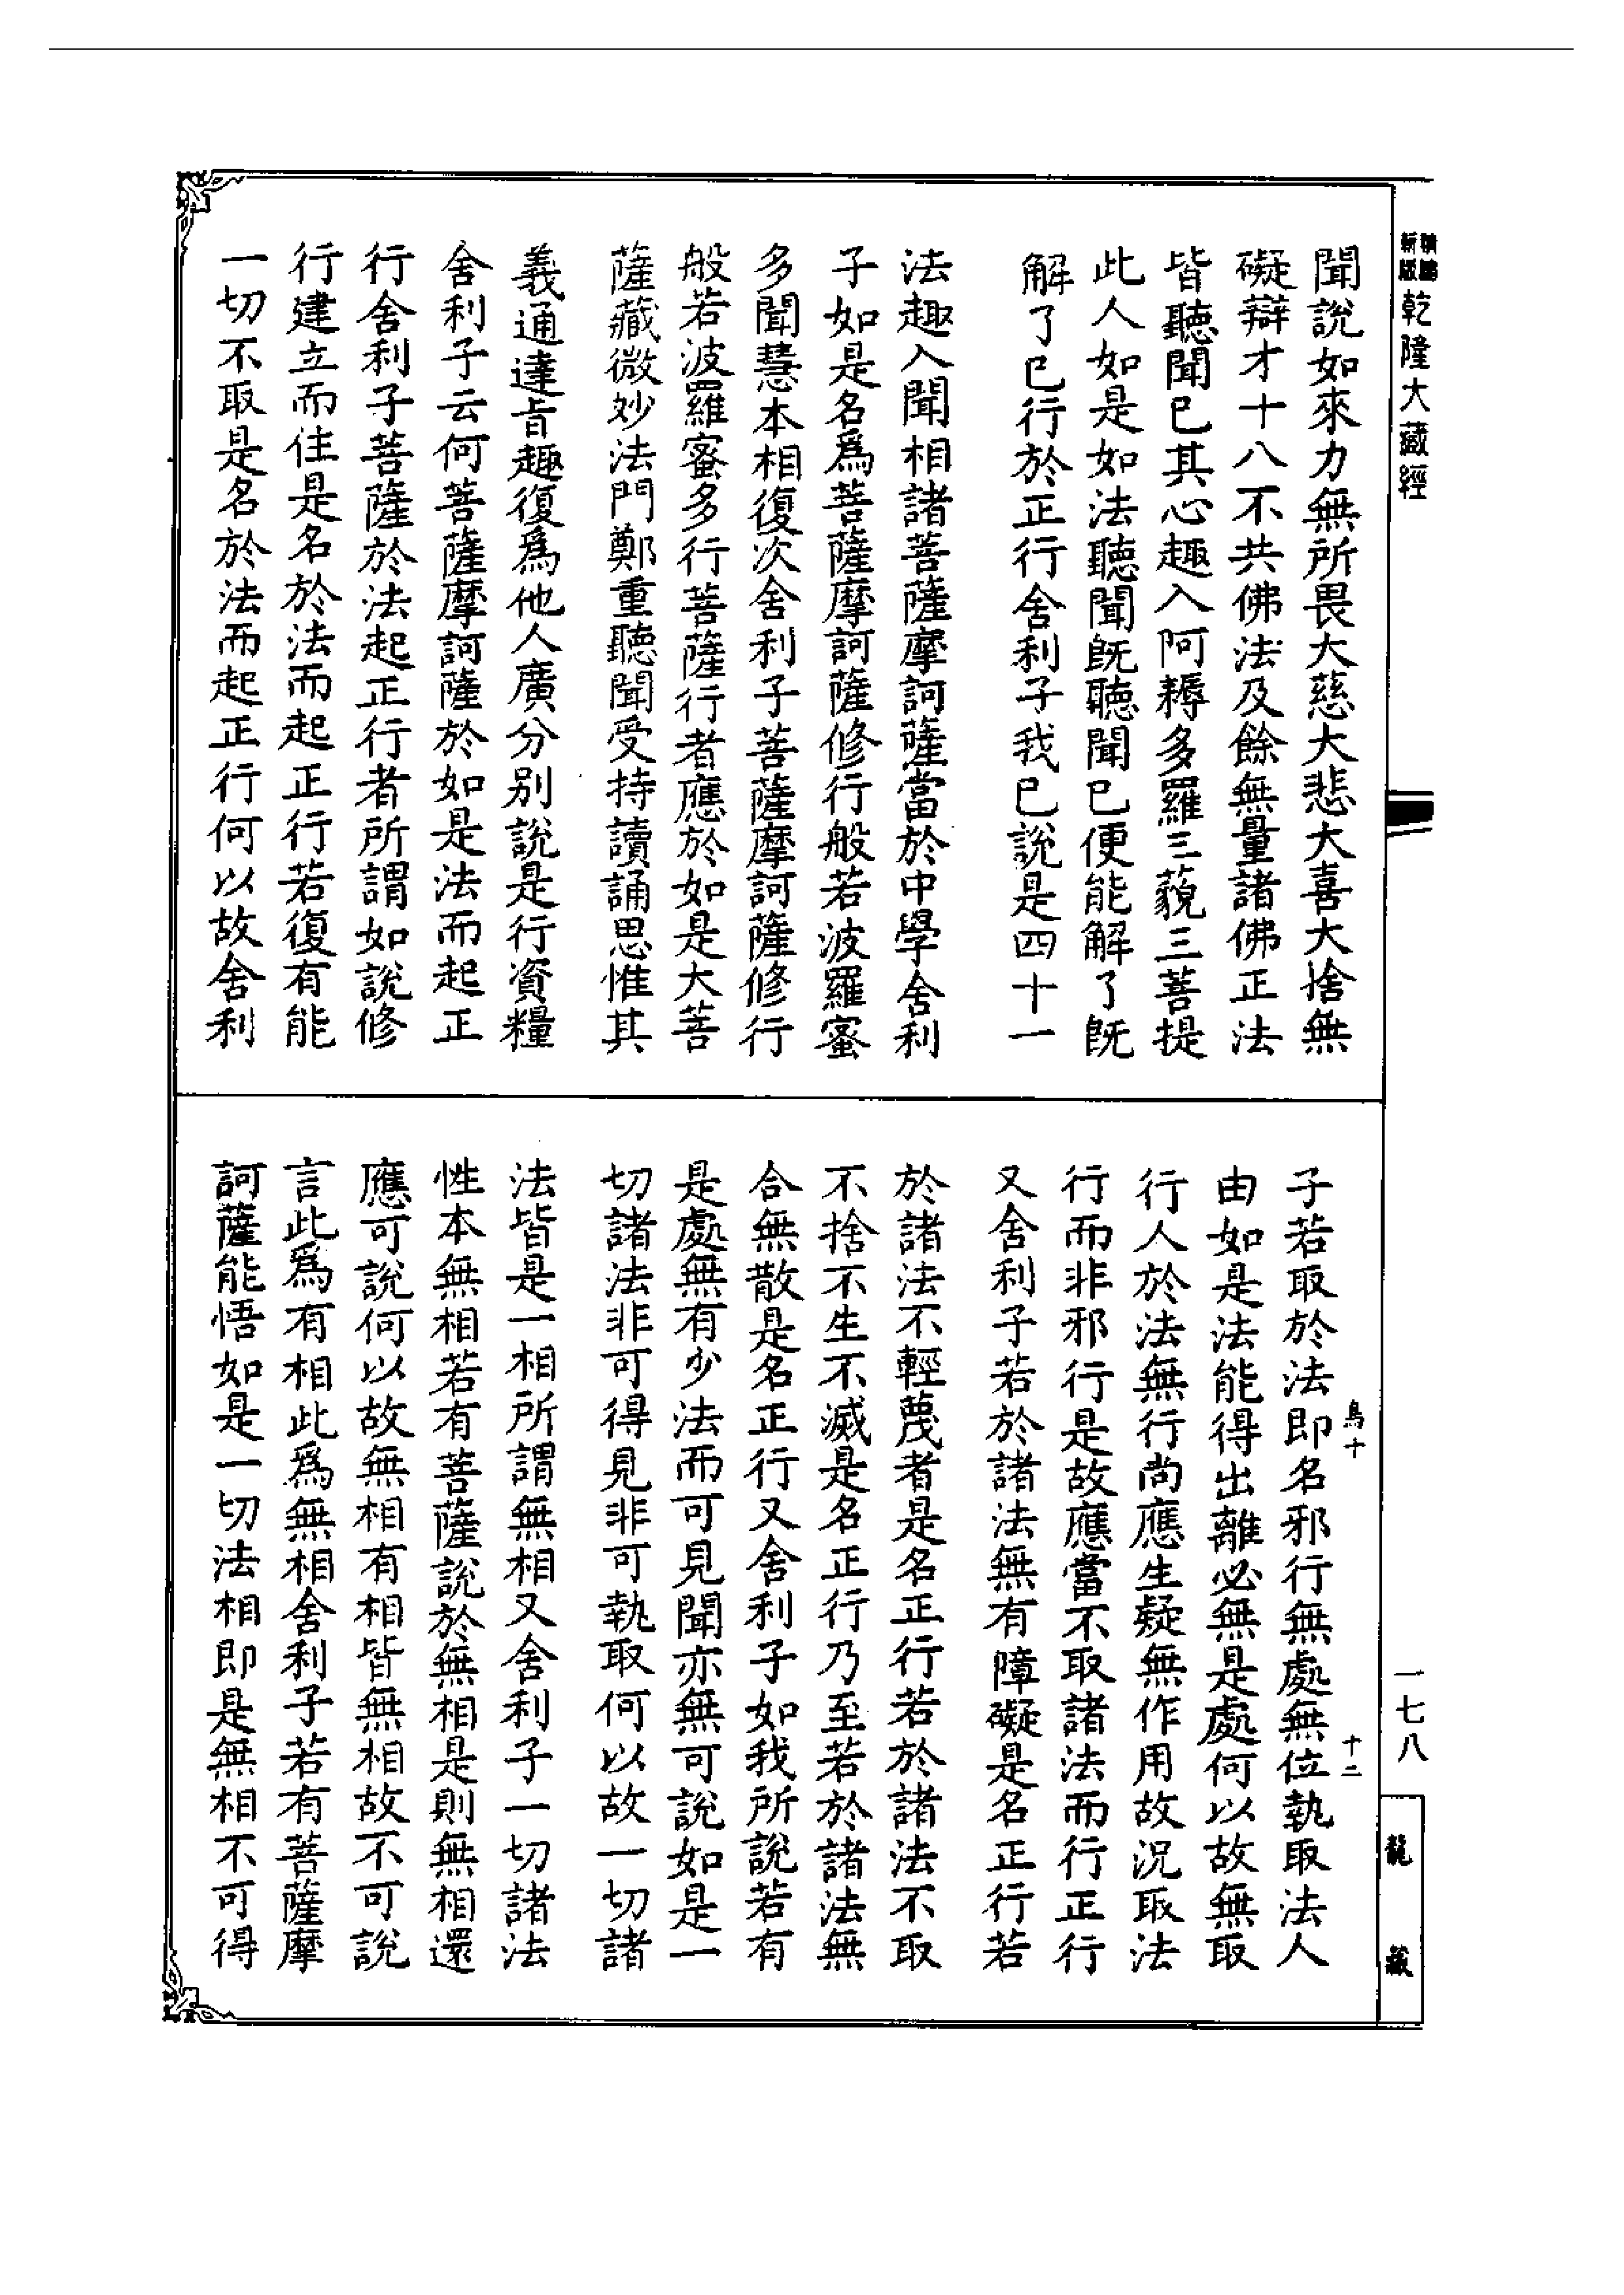 乾隆大藏經
聞說如來力無所畏大慈大悲大喜大捨無
礙辯才十八不共佛法及餘無量諸佛正法
皆聽聞已其心趣入阿耨多羅三藐三菩提
此人如是如法聽聞既聽聞已便能解了既
解了已行於正行舍利子我已說是四十一
法趣入聞相諸菩薩摩訶薩當於中學舍利
子如是名爲菩薩摩訶薩修行般若波羅蜜
多聞慧本相復次舍利子菩薩摩訶薩修行
般若波羅蜜多行菩薩行者應於如是大菩
薩藏微妙法門鄭重聽聞受持讀誦思惟其
義通達旨趣復爲他人廣分別說是行資糧
舍利子云何菩薩摩訶薩於如是法而起正
行舍利子菩薩於法起正行者所謂如說修
行建立而住是名於法而起正行若復有能
一切不取是名於法而起正行何以故舍利
子若取於法即名邪行無處無位執取法人
由如是法能得出離必無是處何以故無取
行人於法無行尚應生疑無作用故況取法
行而非邪行是故應當不取諸法而行正行
又舍利子若於諸法無有障礙是名正行若
於諸法不輕蔑者是名正行若於諸法不取
不捨不生不滅是名正行乃至若於諸法無
合無散是名正行又舍利子如我所說若有
是處無有少法而可見聞亦無可說如是一
切諸法非可得見非可執取何以故一切諸
法皆是一相所謂無相又舍利子一切諸法
性本無相若有菩薩說於無相是則無相還
應可說何以故無相有相皆無相故不可說
言此爲有相此爲無相舍利子若有菩薩摩
訶薩能悟如是一切法相即是無相不可得
鳥十
十二
一七八
龍藏